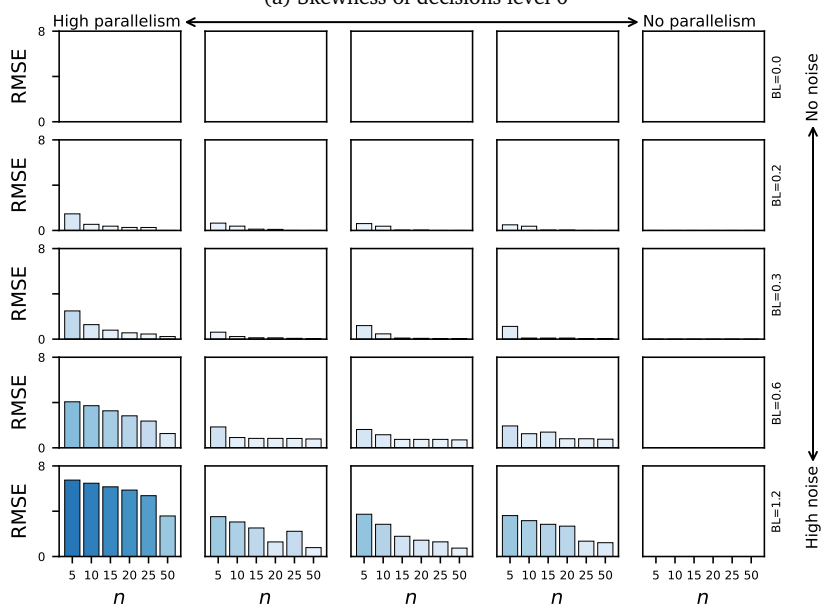 (a) Skewness of decisions level 0
High parallelism No parallelism
8
RMSE
0
BL=0.0
No noise
8
RMSE
0
BL=0.2
8
RMSE
0
BL=0.3
8
RMSE
0
BL=0.6
8
RMSE
0
BL=1.2
High noise
5 10 15 20 25 50 5 10 15 20 25 50 5 10 15 20 25 50 5 10 15 20 25 50 5 10 15 20 25 50
n n n n n